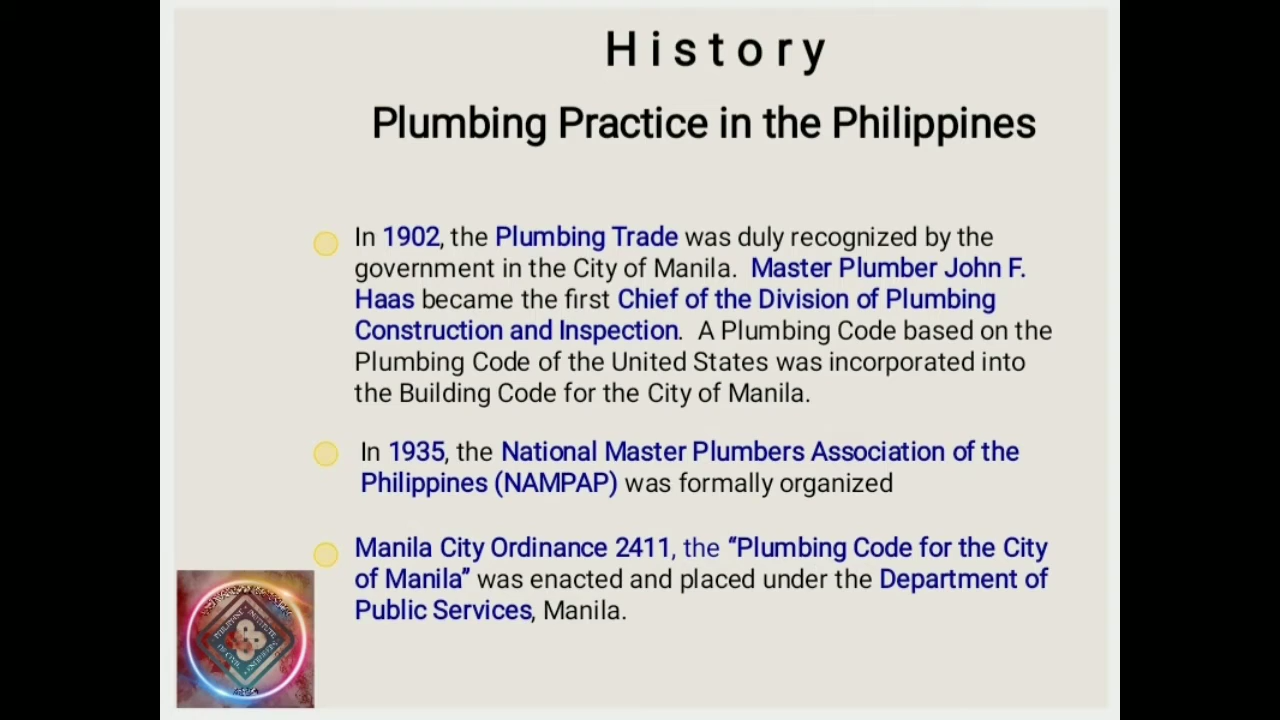 History
Plumbing Practice in the Philippines
In 1902, the Plumbing Trade was duly recognized by the
government in the City of Manila. Master Plumber John F.
Haas became the first Chief of the Division of Plumbing
Construction and Inspection. A Plumbing Code based on the
Plumbing Code of the United States was incorporated into
the Building Code for the City of Manila.
In 1935, the National Master Plumbers Association of the
Philippines (NAMPAP) was formally organized
Manila City Ordinance 2411, the “Plumbing Code for the City
of Manila” was enacted and placed under the Department of
Public Services, Manila.
PHILIPPINE INSTITUTE
OF CIVIL ENGINEERS